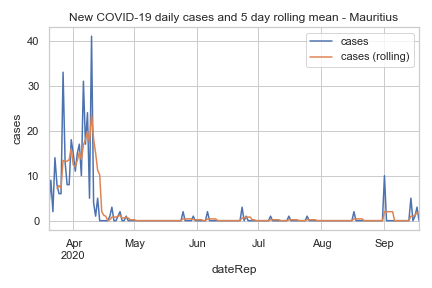 New COVID-19 daily cases and 5 day rolling mean - Mauritius
cases
cases (rolling)
40
30
20
10
0
cases
Apr May Jun Jul Aug Sep
2020
dateRep